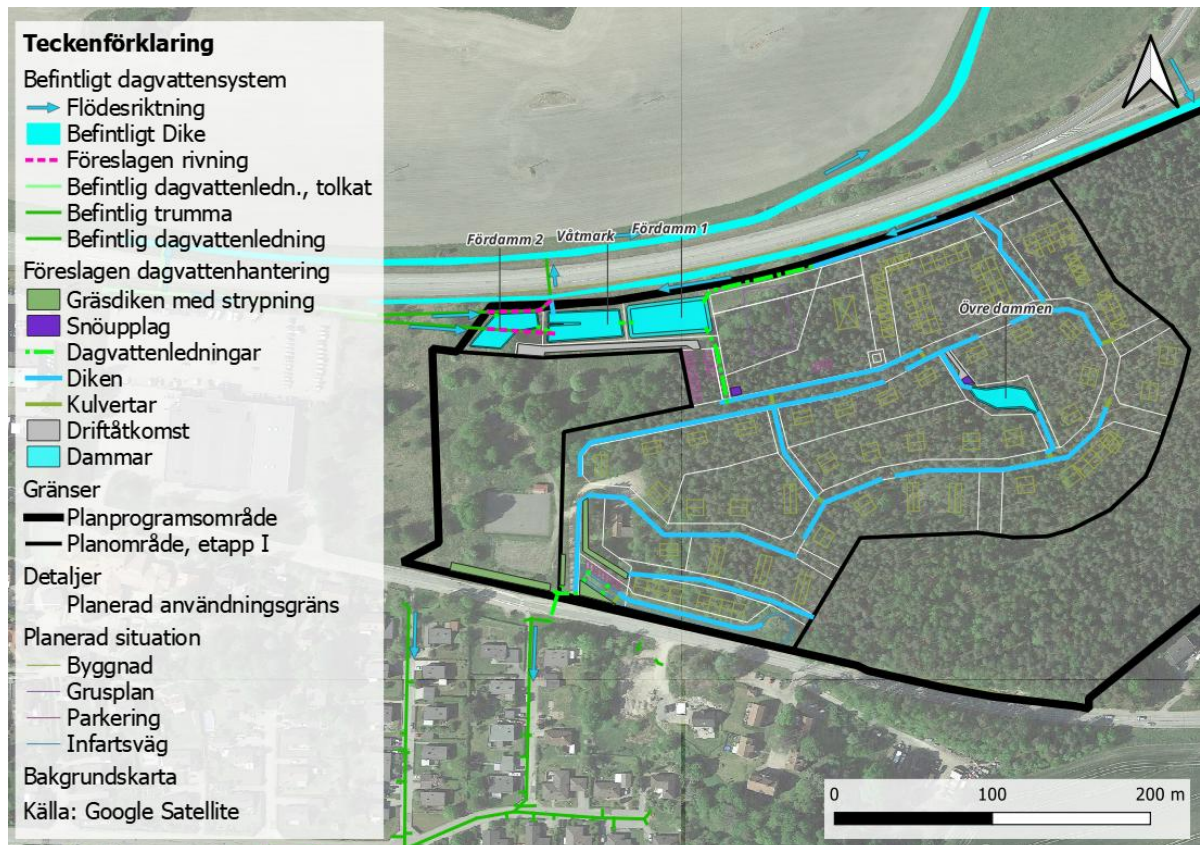 Teckenförklaring
Befintligt dagvattensystem
Flödesriktning
Befintligt Dike
Föreslagen rivning
Befintlig dagvattenledn., tolkat
Befintlig trumma
Befintlig dagvattenledning
Föreslagen dagvattenhantering
Gräsdiken med strypning
Snöupplag
Dagvattenledningar
Diken
Kulvertar
Driftåtkomst
Dammar
Gränser
Planprogramsområde
Planområde, etapp I
Detaljer
Planerad användningsgräns
Planerad situation
Byggnad
Grusplan
Parkering
Infartsväg
Bakgrundskarta
Källa: Google Satellite
Fördamm 2
Våtmark
Fördamm 1
Övre dammen
0 100 200 m